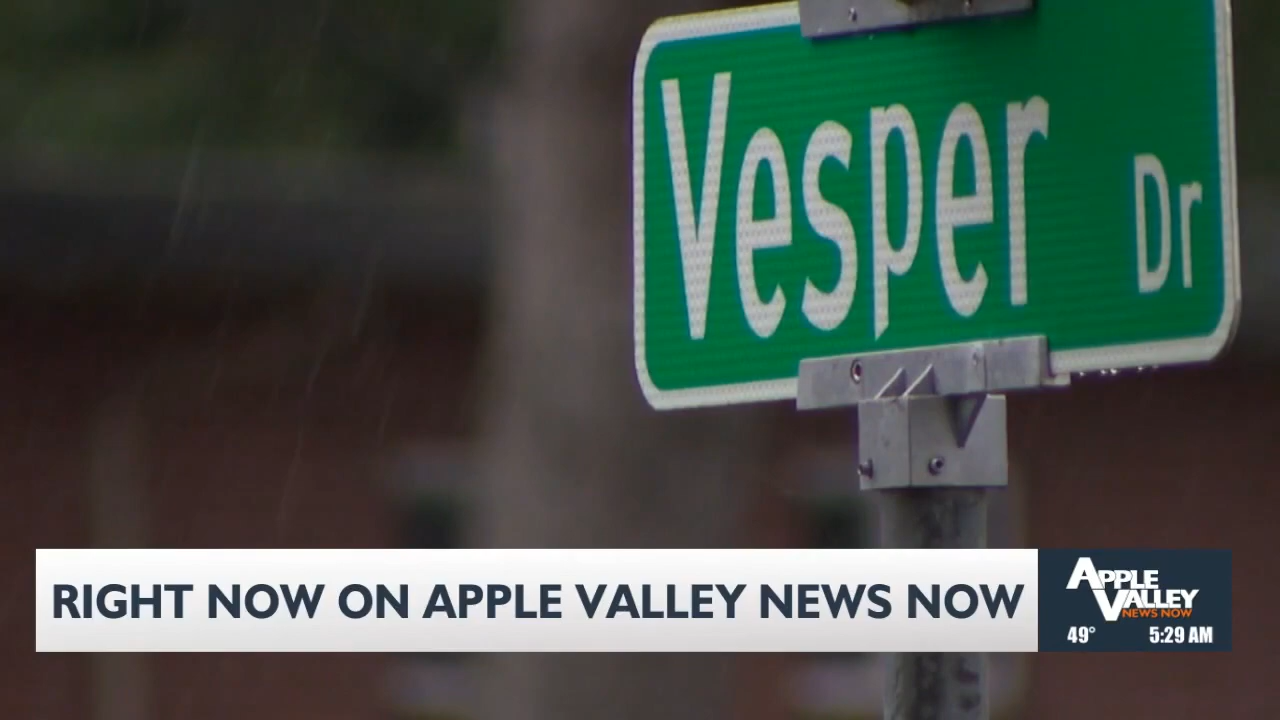 Vesper Dr
RIGHT NOW ON APPLE VALLEY NEWS NOW
APPLE
VALLEY
NEWS NOW
49° 5:29 AM